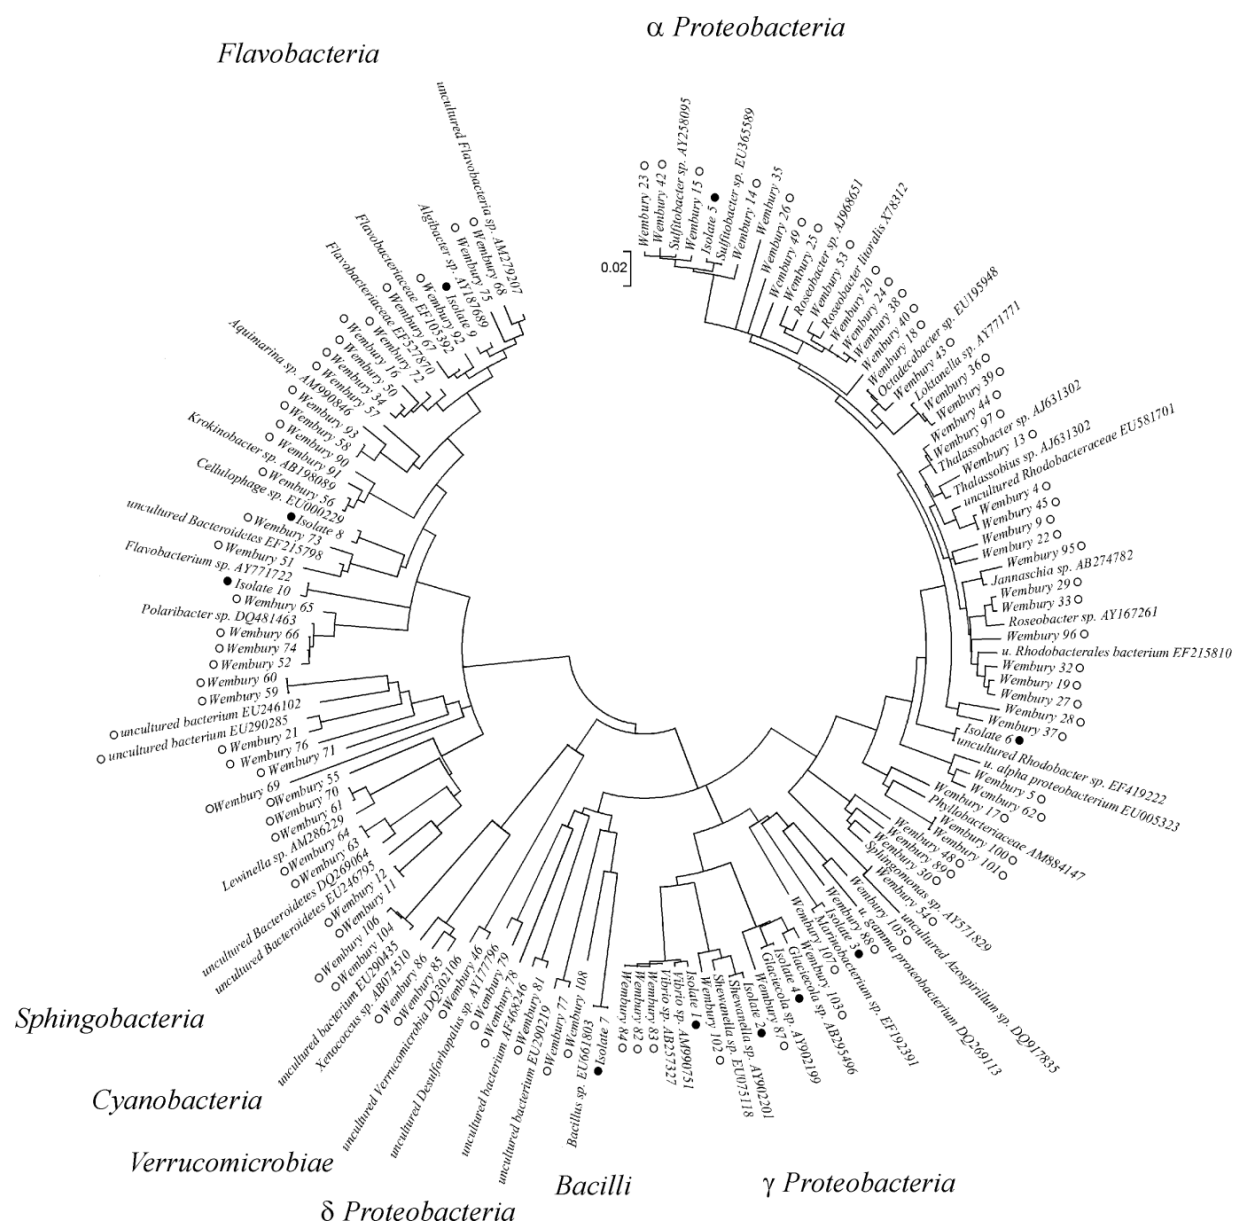 α Proteobacteria
Flavobacteria
0.02
Wembury 23
Wembury 42
Sulfitobacter sp. AY258095
Wembury 15
Isolate 5
Sulfitobacter sp. EU365589
Wembury 14
Wembury 35
Wembury 26
Wembury 49
Wembury 25
Roseobacter sp. AJ968651
Wembury 53
Roseobacter litoralis X78312
Wembury 20
Wembury 24
Wembury 38
Wembury 40
Wembury 18
Octadecabacter sp. EU195948
Wembury 43
Loktanella sp. AY771771
Wembury 36
Wembury 39
Wembury 44
Wembury 97
Thalassobacter sp. AJ631302
Wembury 13
Thalassobius sp. AJ631302
uncultured Rhodobacteraceae EU581701
Wembury 4
Wembury 45
Wembury 9
Wembury 22
Wembury 95
Jannaschia sp. AB274782
Wembury 29
Wembury 33
Roseobacter sp. AY167261
Wembury 96
u. Rhodobacterales bacterium EF215810
Wembury 32
Wembury 19
Wembury 27
Wembury 28
Wembury 37
Isolate 6
uncultured Rhodobacter sp. EF419222
u. alpha proteobacterium EU005323
Wembury 5
Wembury 62
Wembury 17
Phyllobacteriaceae AM884147
Wembury 100
Wembury 101
Wembury 48
Wembury 89
Wembury 30
Sphingomonas sp. AY571829
Wembury 54
uncultured Azospirillum sp. DQ917835
Wembury 105
u. gamma proteobacterium DQ269113
Wembury 88
Isolate 3
Marinobacterium sp. EF192391
Wembury 107
Wembury 103
Glaciecola sp. AB295496
Isolate 4
Glaciecola sp. AY902199
Wembury 87
Isolate 2
Shewanella sp. AY902201
Shewanella sp. EU075118
Wembury 102
Isolate 1
Vibrio sp. AM990751
Vibrio sp. AB257327
Wembury 83
Wembury 82
Wembury 84
Isolate 7
Bacillus sp. EU661803
Wembury 108
Wembury 77
uncultured bacterium EU290219
Wembury 81
uncultured bacterium AF468246
Wembury 78
Wembury 79
uncultured Desulforhopalus sp. AY177796
Wembury 46
uncultured Verrucomicrobia DQ302106
Wembury 85
Wembury 86
Xenococcus sp. AB074510
uncultured bacterium EU290435
Wembury 104
Wembury 106
Wembury 11
Wembury 12
uncultured Bacteroidetes EU246795
uncultured Bacteroidetes DQ269064
Wembury 63
Wembury 64
Lewinella sp. AM286229
Wembury 61
Wembury 70
Wembury 55
Wembury 69
Wembury 71
Wembury 76
Wembury 21
uncultured bacterium EU290285
uncultured bacterium EU246102
Wembury 59
Wembury 60
Wembury 52
Wembury 74
Wembury 66
Polaribacter sp. DQ481463
Wembury 65
Isolate 10
Flavobacterium sp. AY771722
Wembury 51
uncultured Bacteroidetes EF215798
Wembury 73
Isolate 8
Cellulophage sp. EU000229
Wembury 56
Krokinobacter sp. AB198089
Wembury 91
Wembury 90
Wembury 58
Wembury 93
Aquimarina sp. AM990846
Wembury 57
Wembury 34
Wembury 50
Wembury 16
Wembury 72
Flavobacteriaceae EF527870
Wembury 67
Flavobacteriaceae EF105392
Wembury 92
Isolate 9
Algibacter sp. AY187689
Wembury 75
Wembury 68
uncultured Flavobacteria sp. AM279207
Sphingobacteria
Cyanobacteria
Verrucomicrobiae
δ Proteobacteria
Bacilli
γ Proteobacteria